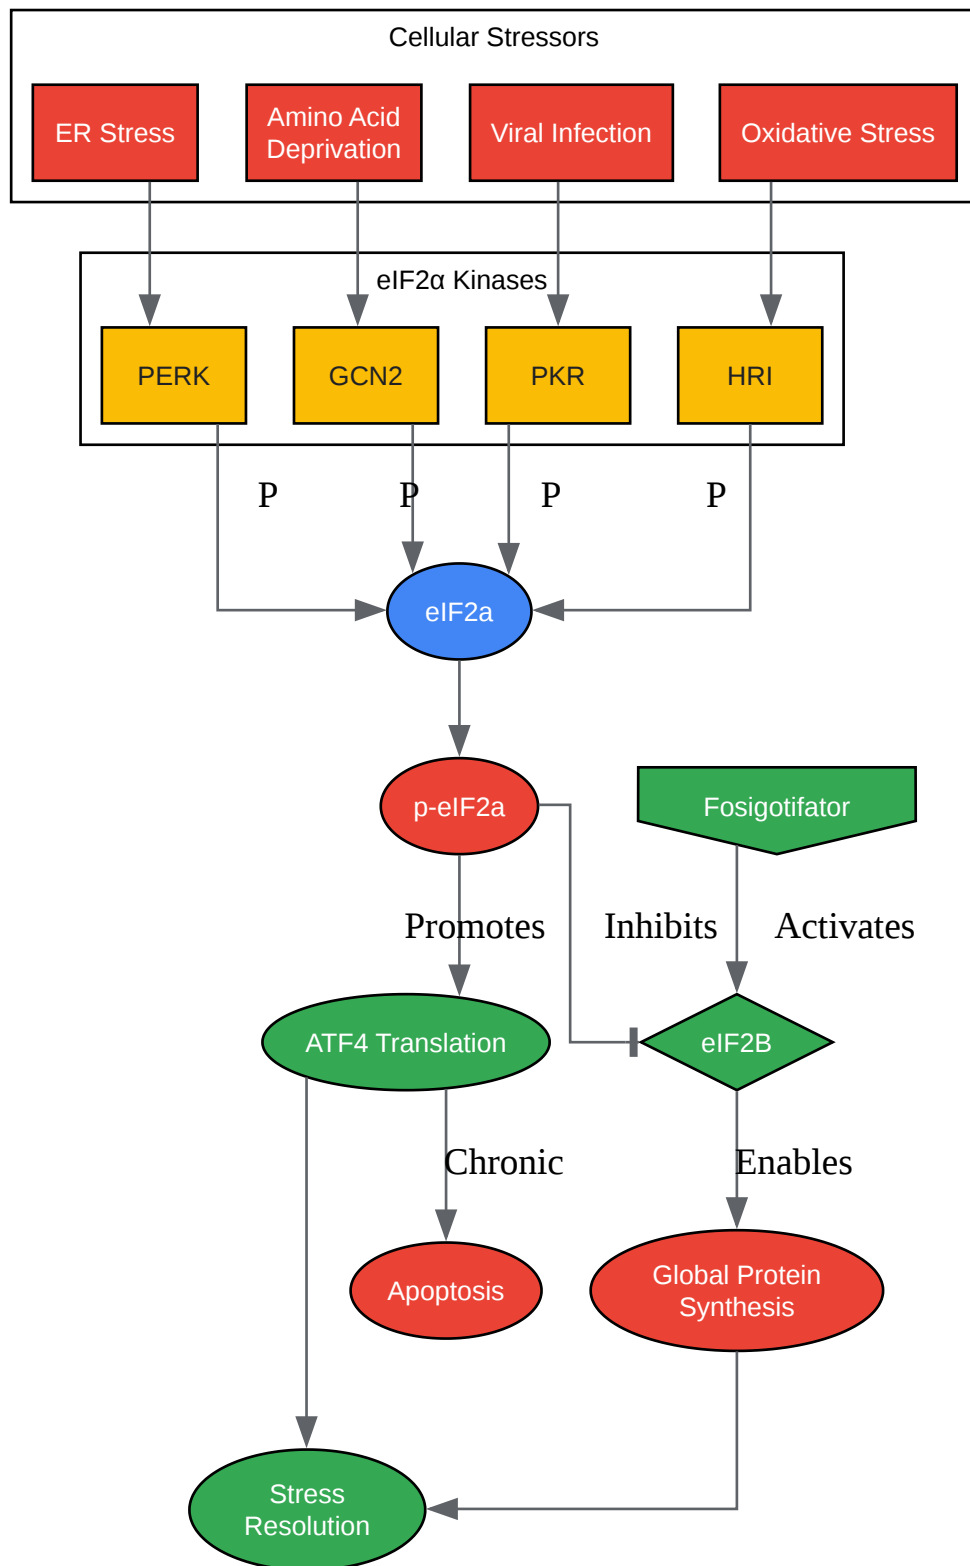 Cellular Stressors
ER Stress
Amino Acid
Deprivation
Viral Infection
Oxidative Stress
eIF2α Kinases
PERK
GCN2
PKR
HRI
P
P
P
P
eIF2a
p-eIF2a
Fosigotifator
Promotes
Inhibits
Activates
ATF4 Translation
eIF2B
Chronic
Enables
Apoptosis
Global Protein
Synthesis
Stress
Resolution